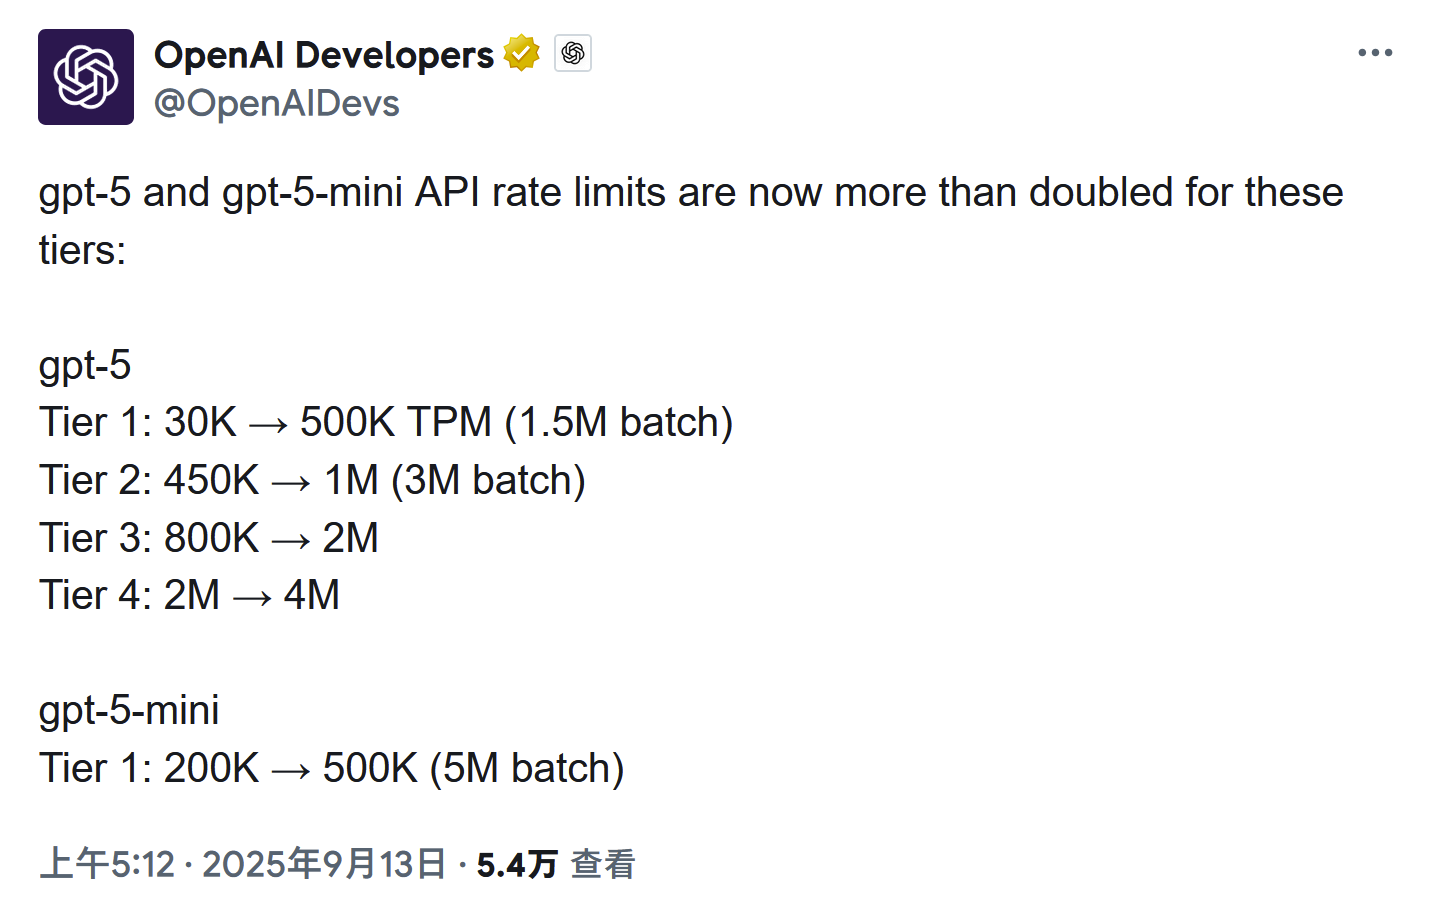 OpenAI Developers
@OpenAIDevs
gpt-5 and gpt-5-mini API rate limits are now more than doubled for these
tiers:
gpt-5
Tier 1: 30K → 500K TPM (1.5M batch)
Tier 2: 450K → 1M (3M batch)
Tier 3: 800K → 2M
Tier 4: 2M → 4M
gpt-5-mini
Tier 1: 200K → 500K (5M batch)
上午5:12 · 2025年9月13日 · 5.4万 查看